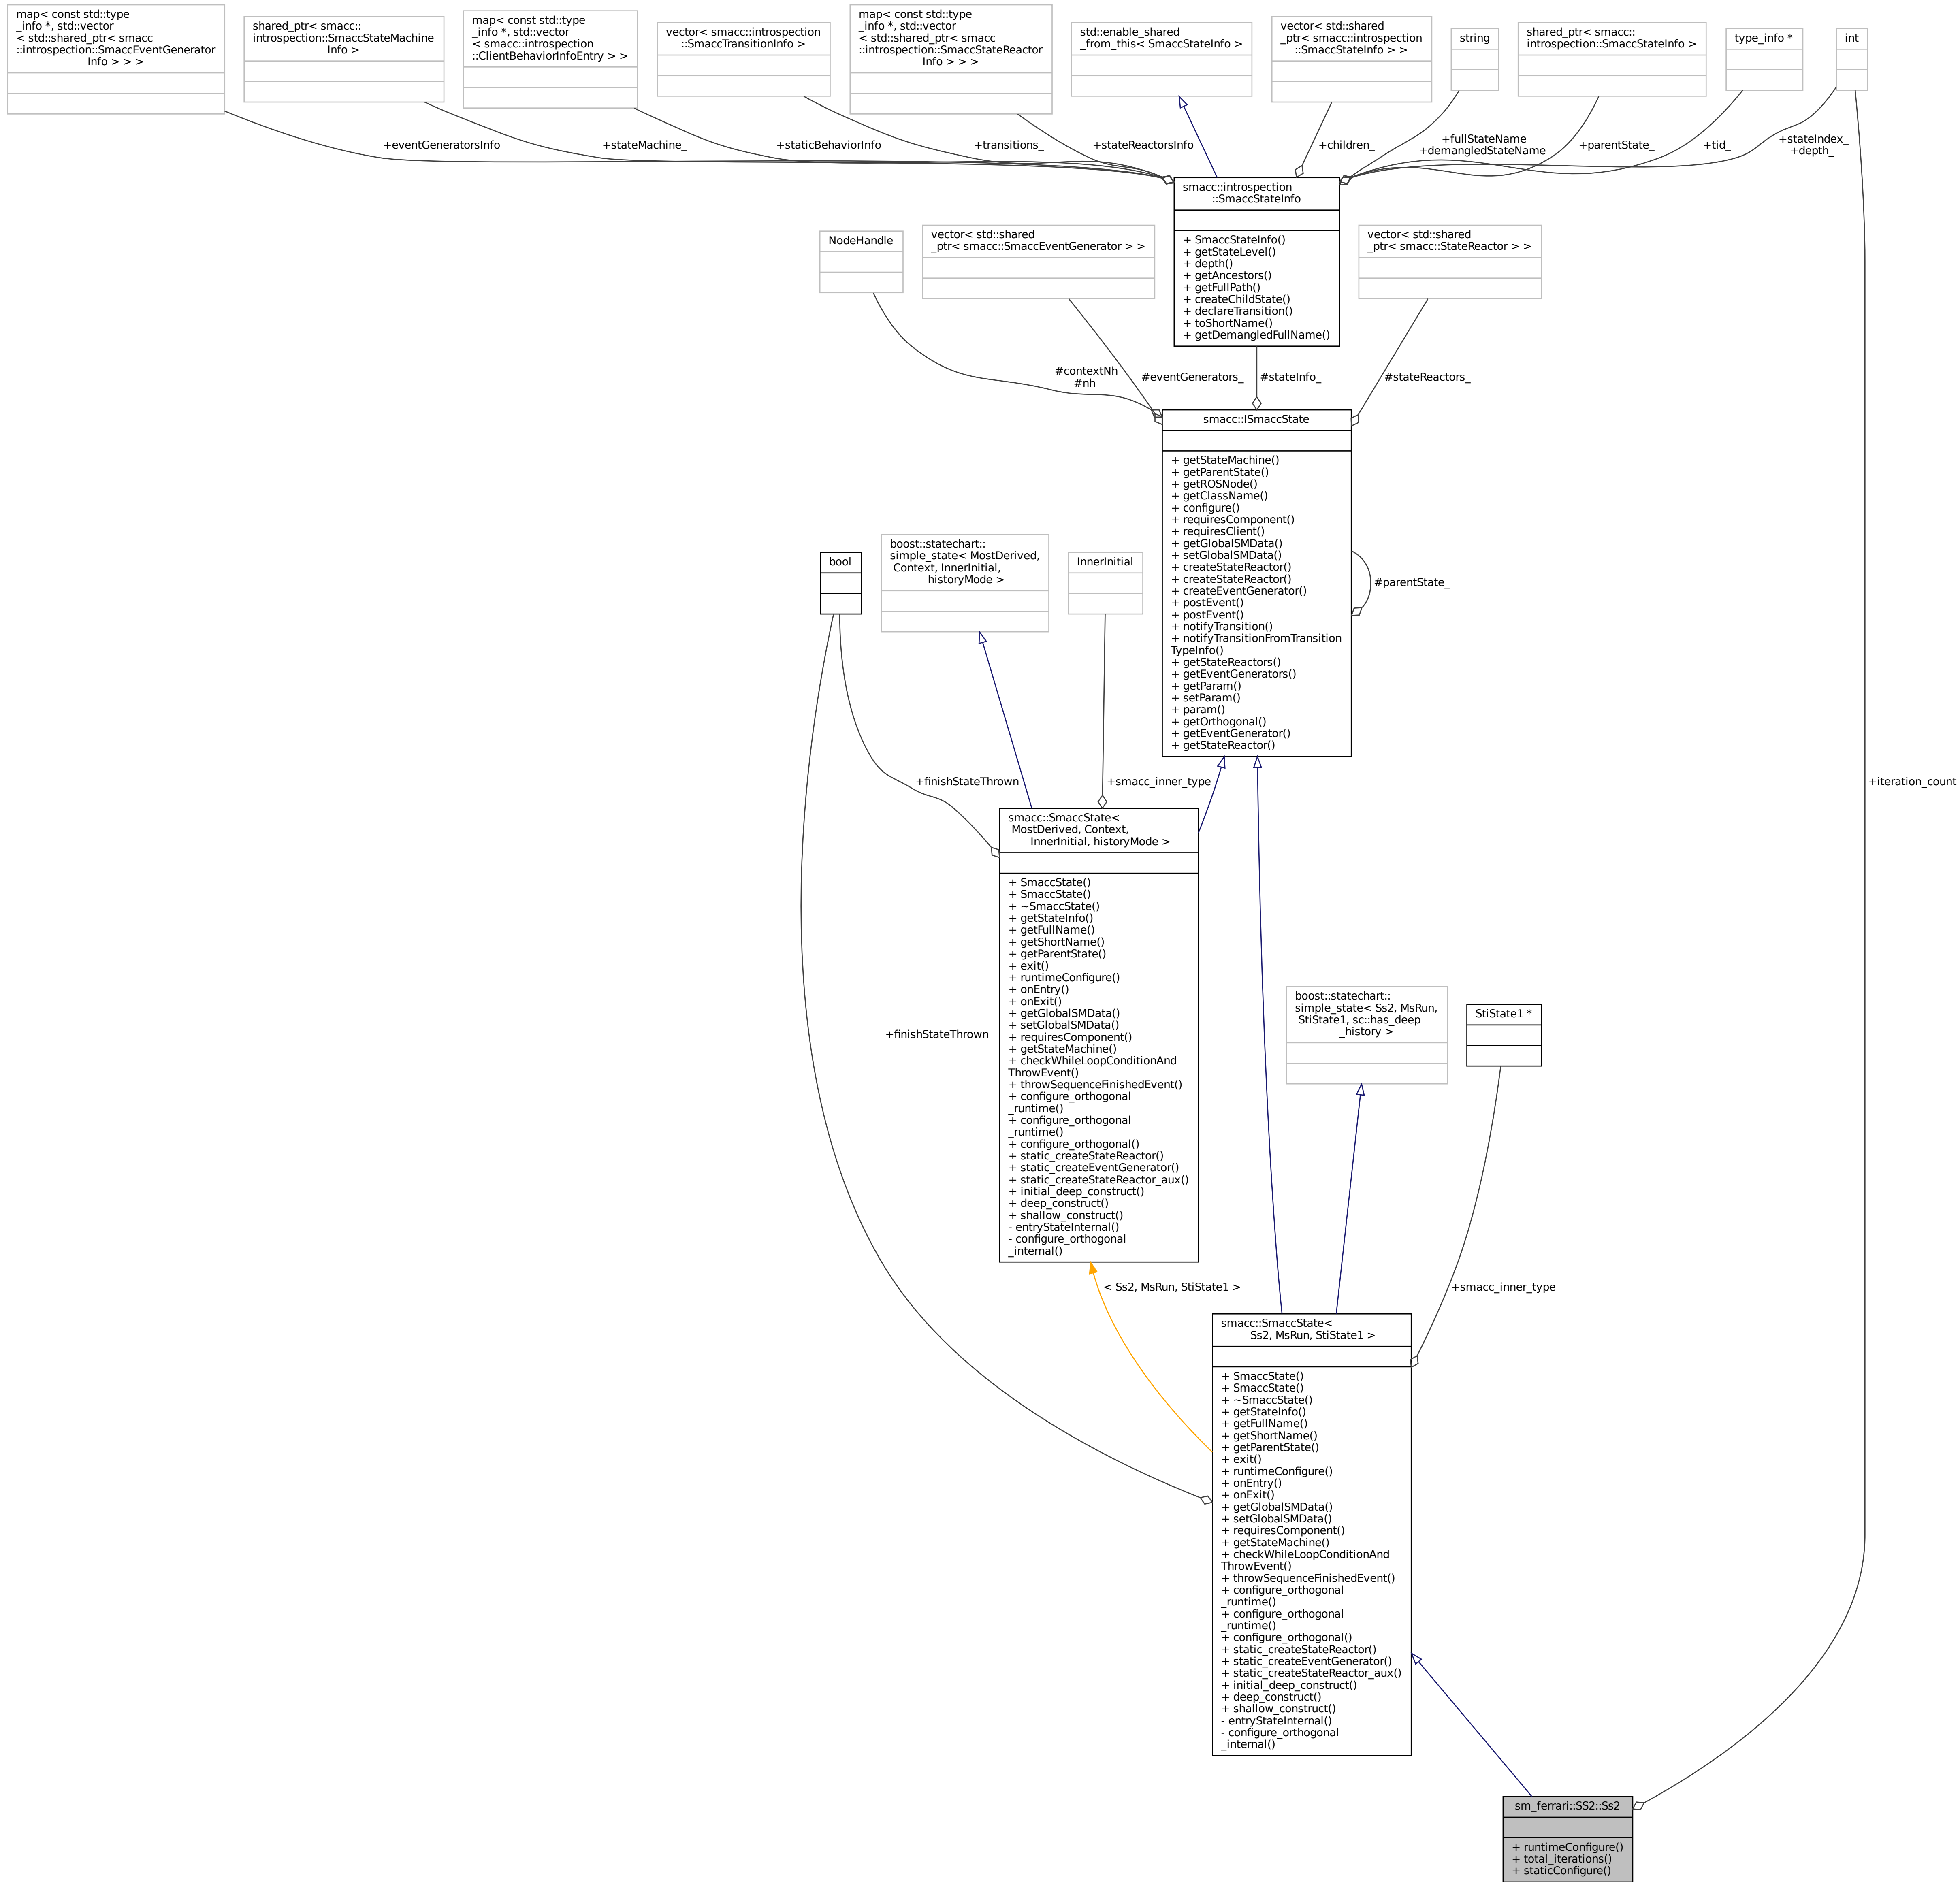 map< const std::type
_info *, std::vector
< std::shared_ptr< smacc
::introspection::SmaccEventGenerator
Info > > >
shared_ptr< smacc::
introspection::SmaccStateMachine
Info >
map< const std::type
_info *, std::vector
< smacc::introspection
::ClientBehaviorInfoEntry > >
vector< smacc::introspection
::SmaccTransitionInfo >
map< const std::type
_info *, std::vector
< std::shared_ptr< smacc
::introspection::SmaccStateReactor
Info > > >
std::enable_shared
_from_this< SmaccStateInfo >
vector< std::shared
_ptr< smacc::introspection
::SmaccStateInfo > >
string
shared_ptr< smacc::
introspection::SmaccStateInfo >
type_info *
int
+eventGeneratorsInfo
+stateMachine_
+staticBehaviorInfo
+transitions_
+stateReactorsInfo
+children_
+fullStateName
+demangledStateName
+parentState_
+tid_
+stateIndex_
+depth_
smacc::introspection
::SmaccStateInfo
+ SmaccStateInfo()
+ getStateLevel()
+ depth()
+ getAncestors()
+ getFullPath()
+ createChildState()
+ declareTransition()
+ toShortName()
+ getDemangledFullName()
NodeHandle
vector< std::shared
_ptr< smacc::SmaccEventGenerator > >
vector< std::shared
_ptr< smacc::StateReactor > >
#contextNh
#nh
#eventGenerators_
#stateInfo_
#stateReactors_
smacc::ISmaccState
+ getStateMachine()
+ getParentState()
+ getROSNode()
+ getClassName()
+ configure()
+ requiresComponent()
+ requiresClient()
+ getGlobalSMData()
+ setGlobalSMData()
+ createStateReactor()
+ createStateReactor()
+ createEventGenerator()
+ postEvent()
+ postEvent()
+ notifyTransition()
+ notifyTransitionFromTransition
TypeInfo()
+ getStateReactors()
+ getEventGenerators()
+ getParam()
+ setParam()
+ param()
+ getOrthogonal()
+ getEventGenerator()
+ getStateReactor()
#parentState_
bool
boost::statechart::
simple_state< MostDerived,
Context, InnerInitial,
historyMode >
InnerInitial
+finishStateThrown
+smacc_inner_type
+iteration_count
smacc::SmaccState<
MostDerived, Context,
InnerInitial, historyMode >
+ SmaccState()
+ SmaccState()
+ ~SmaccState()
+ getStateInfo()
+ getFullName()
+ getShortName()
+ getParentState()
+ exit()
+ runtimeConfigure()
+ onEntry()
+ onExit()
+ getGlobalSMData()
+ setGlobalSMData()
+ requiresComponent()
+ getStateMachine()
+ checkWhileLoopConditionAnd
ThrowEvent()
+ throwSequenceFinishedEvent()
+ configure_orthogonal
_runtime()
+ configure_orthogonal
_runtime()
+ configure_orthogonal()
+ static_createStateReactor()
+ static_createEventGenerator()
+ static_createStateReactor_aux()
+ initial_deep_construct()
+ deep_construct()
+ shallow_construct()
- entryStateInternal()
- configure_orthogonal
_internal()
+finishStateThrown
boost::statechart::
simple_state< Ss2, MsRun,
StiState1, sc::has_deep
_history >
StiState1 *
< Ss2, MsRun, StiState1 >
+smacc_inner_type
smacc::SmaccState<
Ss2, MsRun, StiState1 >
+ SmaccState()
+ SmaccState()
+ ~SmaccState()
+ getStateInfo()
+ getFullName()
+ getShortName()
+ getParentState()
+ exit()
+ runtimeConfigure()
+ onEntry()
+ onExit()
+ getGlobalSMData()
+ setGlobalSMData()
+ requiresComponent()
+ getStateMachine()
+ checkWhileLoopConditionAnd
ThrowEvent()
+ throwSequenceFinishedEvent()
+ configure_orthogonal
_runtime()
+ configure_orthogonal
_runtime()
+ configure_orthogonal()
+ static_createStateReactor()
+ static_createEventGenerator()
+ static_createStateReactor_aux()
+ initial_deep_construct()
+ deep_construct()
+ shallow_construct()
- entryStateInternal()
- configure_orthogonal
_internal()
sm_ferrari::SS2::Ss2
+ runtimeConfigure()
+ total_iterations()
+ staticConfigure()